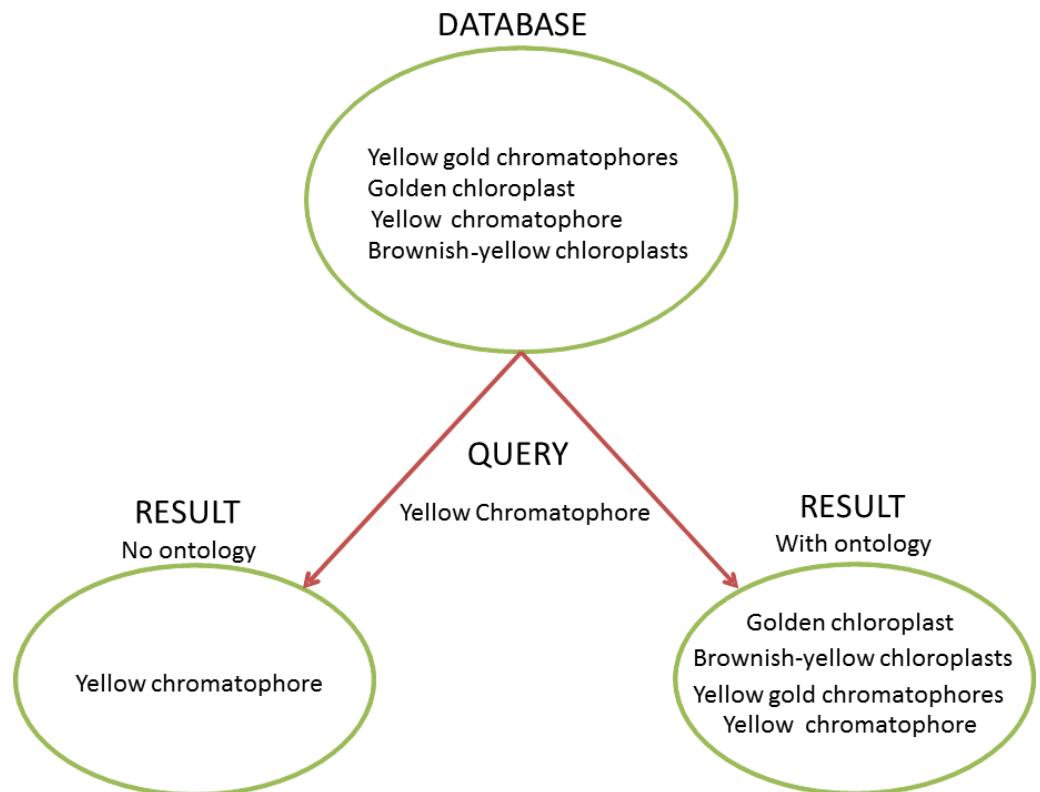 DATABASE
Yellow gold chromatophores
Golden chloroplast
Yellow chromatophore
Brownish-yellow chloroplasts
QUERY
Yellow Chromatophore
RESULT
No ontology
Yellow chromatophore
RESULT
With ontology
Golden chloroplast
Brownish-yellow chloroplasts
Yellow gold chromatophores
Yellow chromatophore